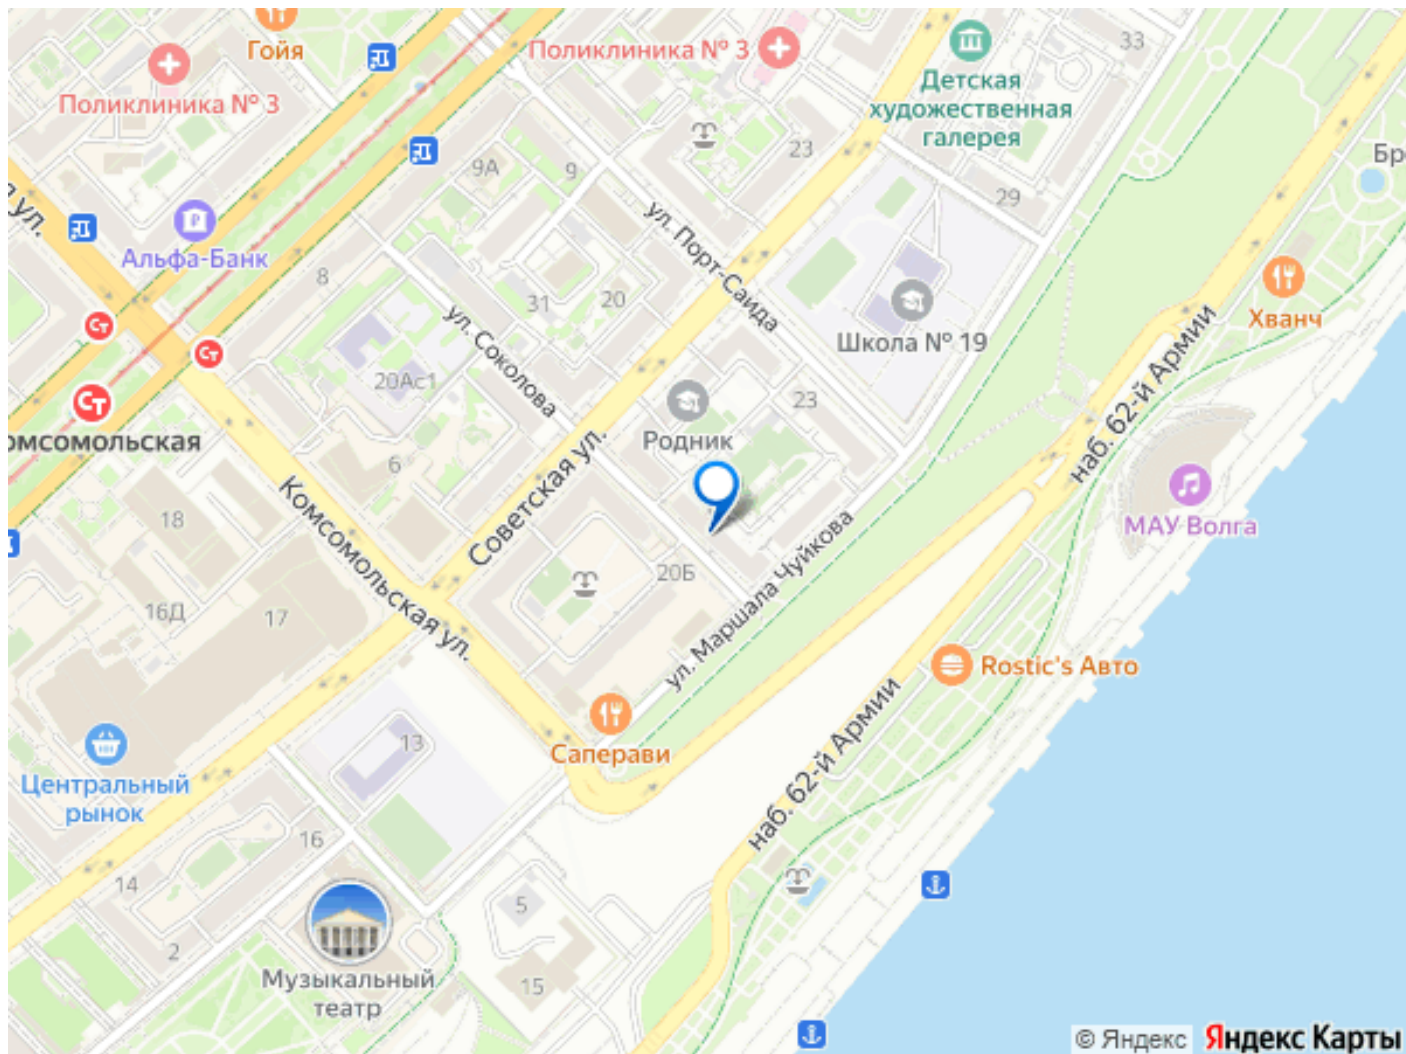 Гойя
Поликлиника № 3
Поликлиника № 3
Детская
художественная
галерея
33
Бр
23
9А
9
29
ул. Порт-Саида
Альфа-Банк
8
31
20
ул. Соколова
Школа № 19
Хванч
наб. 62-й Армии
20Ас1
23
Родник
омсомольская
6
Советская ул.
Комсомольская ул.
18
МАУ Волга
ул. Маршала Чуйкова
20Б
16Д
17
Rostic's Авто
Саперави
наб. 62-й Армии
13
Центральный
рынок
16
14
5
2
Музыкальный
театр
15
© Яндекс Яндекс Карты